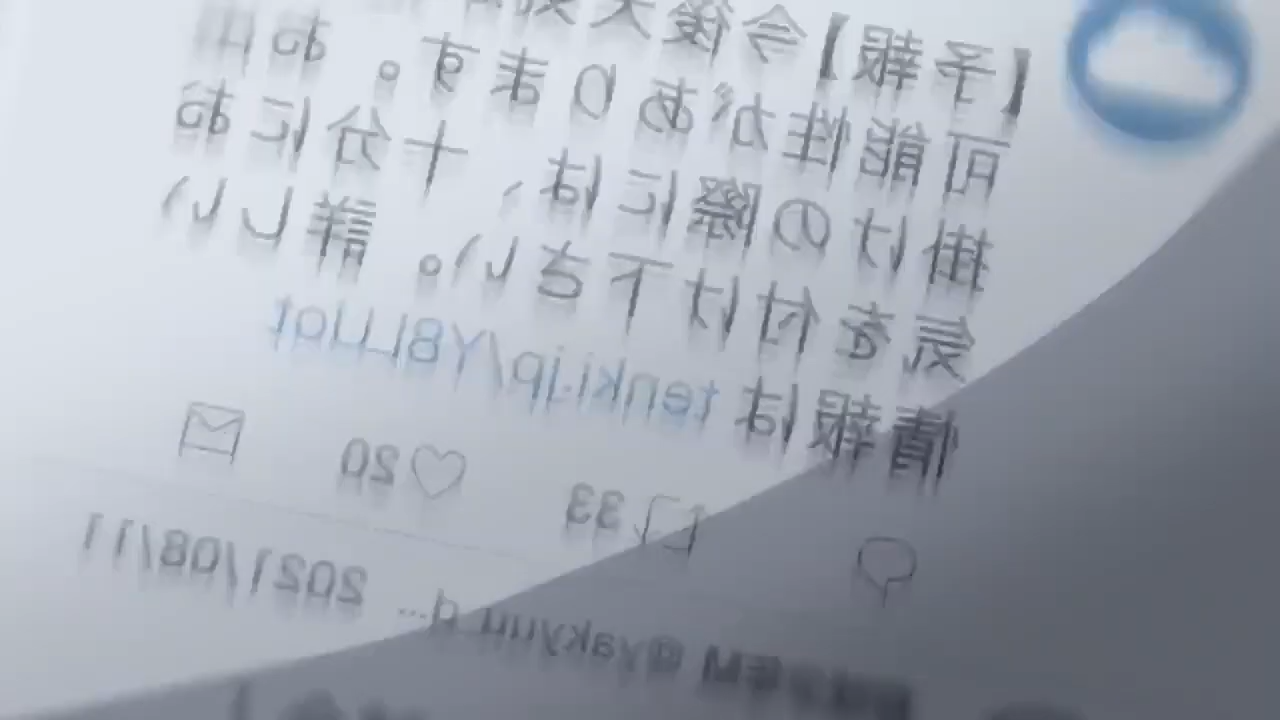 【予報】今後大
可能性があります。お出
掛けの際には、十分にお
気を付け下さい。詳しい
情報は tenki.jp/Y8LUqt
33 20
@yakyuu_d... 2021/08/11